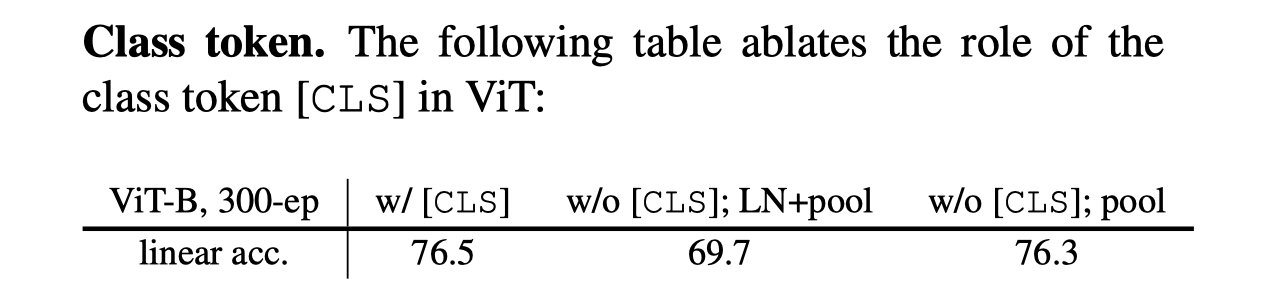 Class token. The following table ablates the role of the
class token [CLS] in ViT:
ViT-B, 300-ep w/ [CLS] w/o [CLS]; LN+pool w/o [CLS]; pool
linear acc. 76.5 69.7 76.3